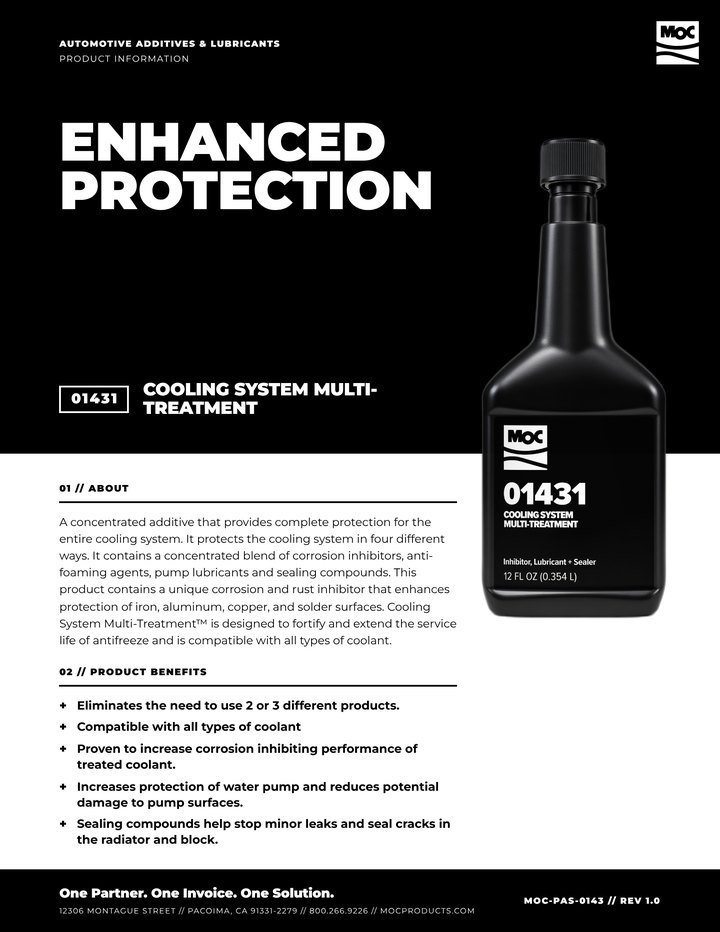 AUTOMOTIVE ADDITIVES & LUBRICANTS
PRODUCT INFORMATION
MOC
ENHANCED
PROTECTION
01431
COOLING SYSTEM MULTI-
TREATMENT
MOC
01431
COOLING SYSTEM
MULTI-TREATMENT
Inhibitor, Lubricant + Sealer
12 FL OZ (0.354 L)
01 // ABOUT
A concentrated additive that provides complete protection for the
entire cooling system. It protects the cooling system in four different
ways. It contains a concentrated blend of corrosion inhibitors, anti-
foaming agents, pump lubricants and sealing compounds. This
product contains a unique corrosion and rust inhibitor that enhances
protection of iron, aluminum, copper, and solder surfaces. Cooling
System Multi-Treatment™ is designed to fortify and extend the service
life of antifreeze and is compatible with all types of coolant.
02 // PRODUCT BENEFITS
+ Eliminates the need to use 2 or 3 different products.
+ Compatible with all types of coolant
+ Proven to increase corrosion inhibiting performance of
treated coolant.
+ Increases protection of water pump and reduces potential
damage to pump surfaces.
+ Sealing compounds help stop minor leaks and seal cracks in
the radiator and block.
One Partner. One Invoice. One Solution.
12306 MONTAGUE STREET // PACOIMA, CA 91331-2279 // 800.266.9226 // MOCPRODUCTS.COM
MOC-PAS-0143 // REV 1.0